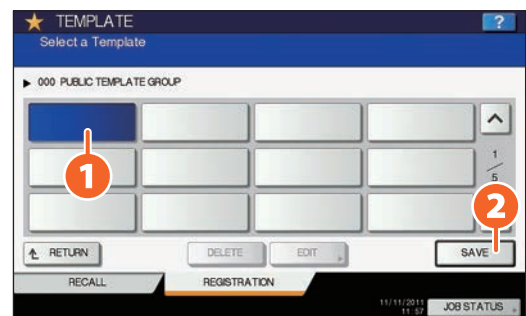 TEMPLATE
?
Select a Template
000 PUBLIC TEMPLATE GROUP
1
1
5
2
RETURN
DELETE
EDIT
SAVE
RECALL
REGISTRATION
11/11/2011
11 57
JOB STATUS